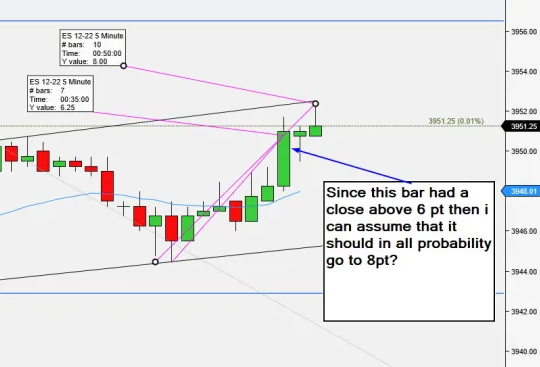 3956.00
ES 12-22 5 Minute
# bars: 10
Time: 00:50:00
Y value: 8.00
3954.00
ES 12-22 5 Minute
# bars: 7
Time: 00:35:00
Y value: 6.25
3952.00
3951.25 (0.01%)
3951.25
3950.00
3948.01
Since this bar had a
close above 6 pt then i
can assume that it
should in all probability
go to 8pt?
3946.00
3944.00
3942.00
3940.00